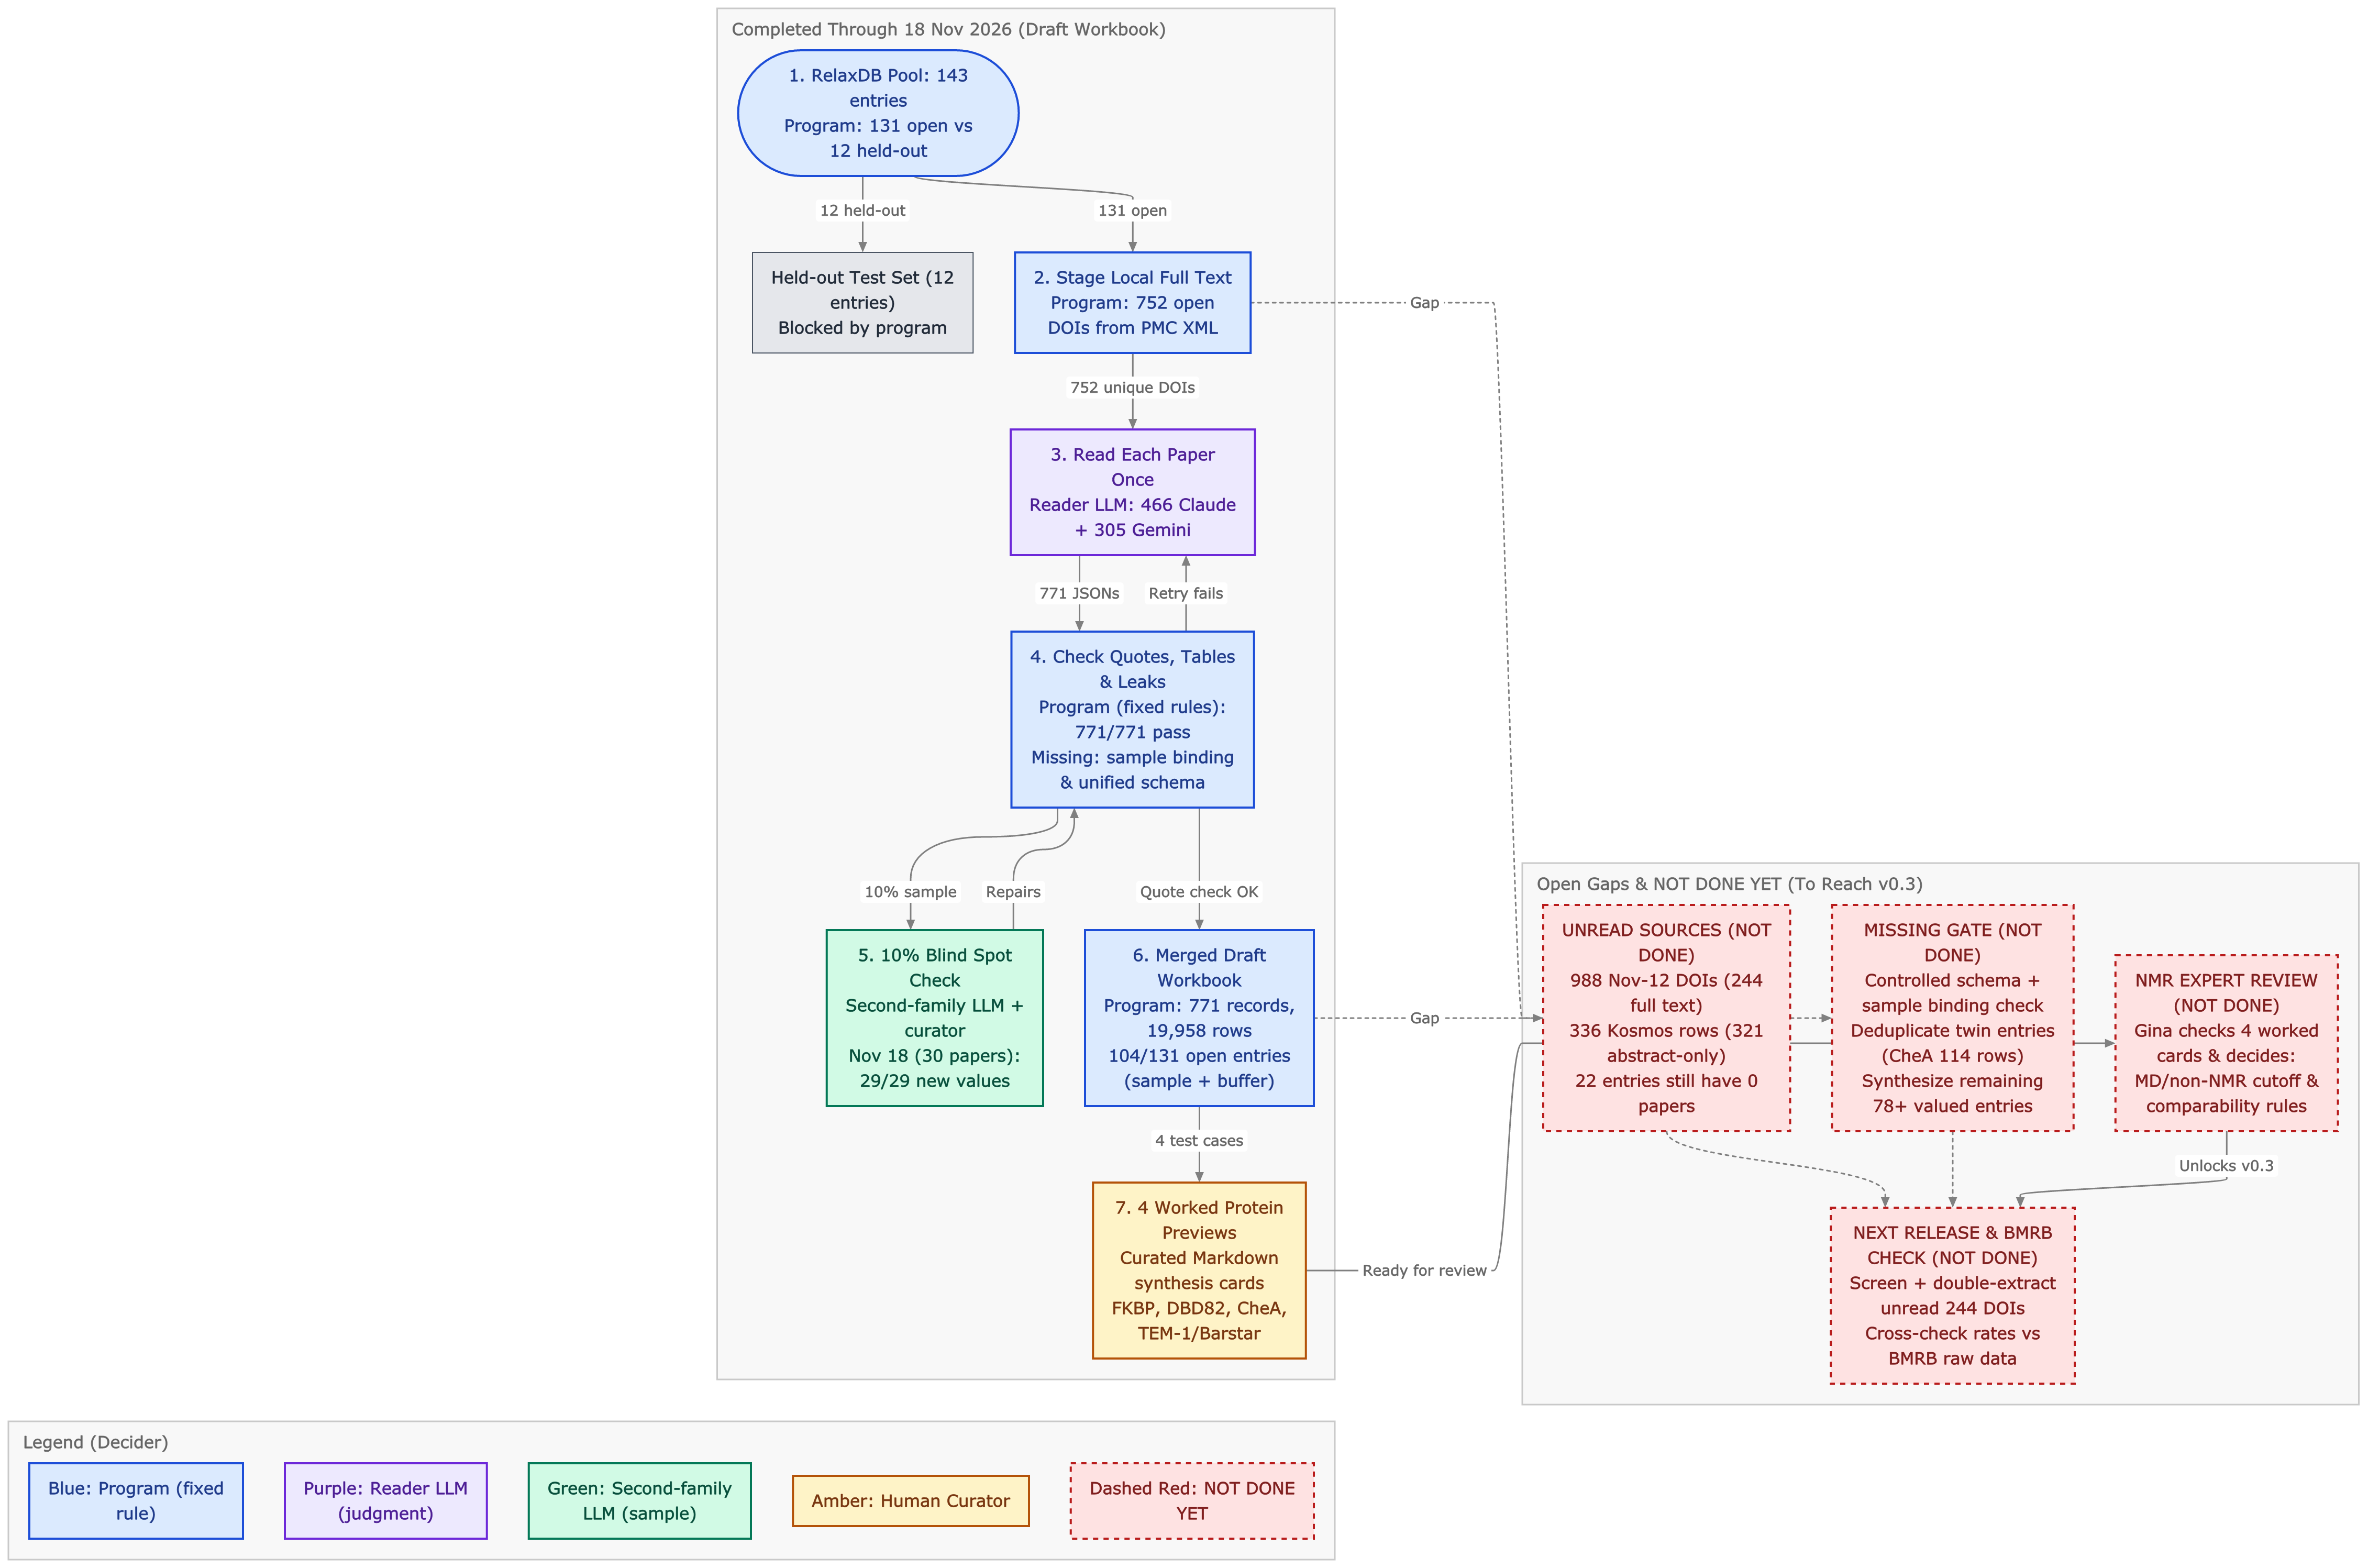 Completed Through 18 Nov 2026 (Draft Workbook)
1. RelaxDB Pool: 143
entries
Program: 131 open vs
12 held-out
12 held-out
131 open
Held-out Test Set (12
entries)
Blocked by program
2. Stage Local Full Text
Program: 752 open
DOIs from PMC XML
Gap
752 unique DOIs
3. Read Each Paper
Once
Reader LLM: 466 Claude
+ 305 Gemini
771 JSONs
Retry fails
4. Check Quotes, Tables
& Leaks
Program (fixed rules):
771/771 pass
Missing: sample binding
& unified schema
10% sample
Repairs
Quote check OK
5. 10% Blind Spot
Check
Second-family LLM +
curator
Nov 18 (30 papers):
29/29 new values
6. Merged Draft
Workbook
Program: 771 records,
19,958 rows
104/131 open entries
(sample + buffer)
Gap
4 test cases
7. 4 Worked Protein
Previews
Curated Markdown
synthesis cards
FKBP, DBD82, CheA,
TEM-1/Barstar
Ready for review
Open Gaps & NOT DONE YET (To Reach v0.3)
UNREAD SOURCES (NOT
DONE)
988 Nov-12 DOIs (244
full text)
336 Kosmos rows (321
abstract-only)
22 entries still have 0
papers
MISSING GATE (NOT
DONE)
Controlled schema +
sample binding check
Deduplicate twin entries
(CheA 114 rows)
Synthesize remaining
78+ valued entries
NMR EXPERT REVIEW
(NOT DONE)
Gina checks 4 worked
cards & decides:
MD/non-NMR cutoff &
comparability rules
Unlocks v0.3
NEXT RELEASE & BMRB
CHECK (NOT DONE)
Screen + double-extract
unread 244 DOIs
Cross-check rates vs
BMRB raw data
Legend (Decider)
Blue: Program (fixed
rule)
Purple: Reader LLM
(judgment)
Green: Second-family
LLM (sample)
Amber: Human Curator
Dashed Red: NOT DONE
YET